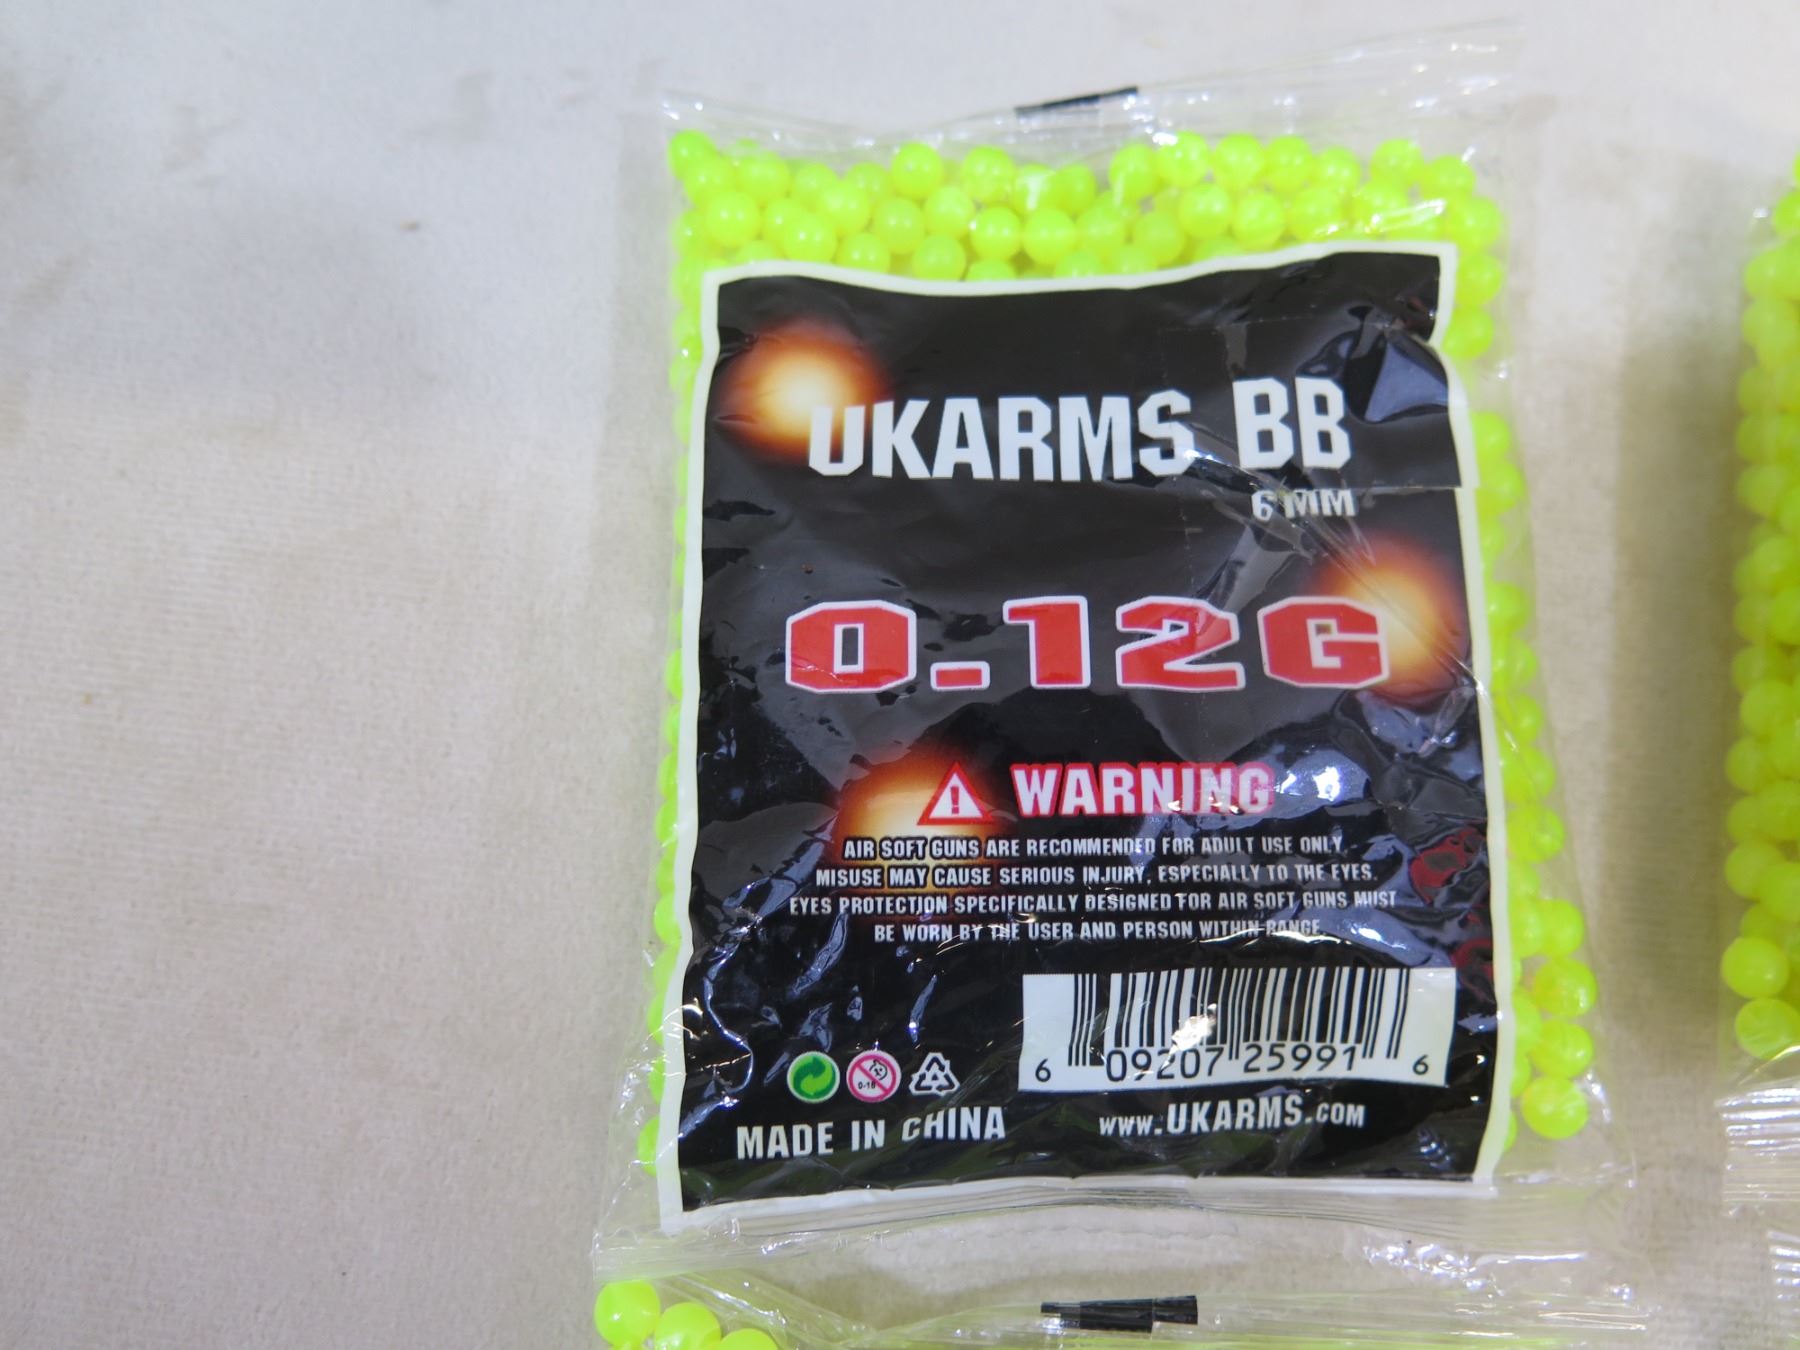 UKARMS BB
6 MM
0.12G
! WARNING
AIR SOFT GUNS ARE RECOMMENDED FOR ADULT USE ONLY.
MISUSE MAY CAUSE SERIOUS INJURY, ESPECIALLY TO THE EYES.
EYES PROTECTION SPECIFICALLY DESIGNED FOR AIR SOFT GUNS MUST
BE WORN BY THE USER AND PERSON WITHIN RANGE.
6 09207 25991 6
0-18
MADE IN CHINA
www.UKARMS.COM